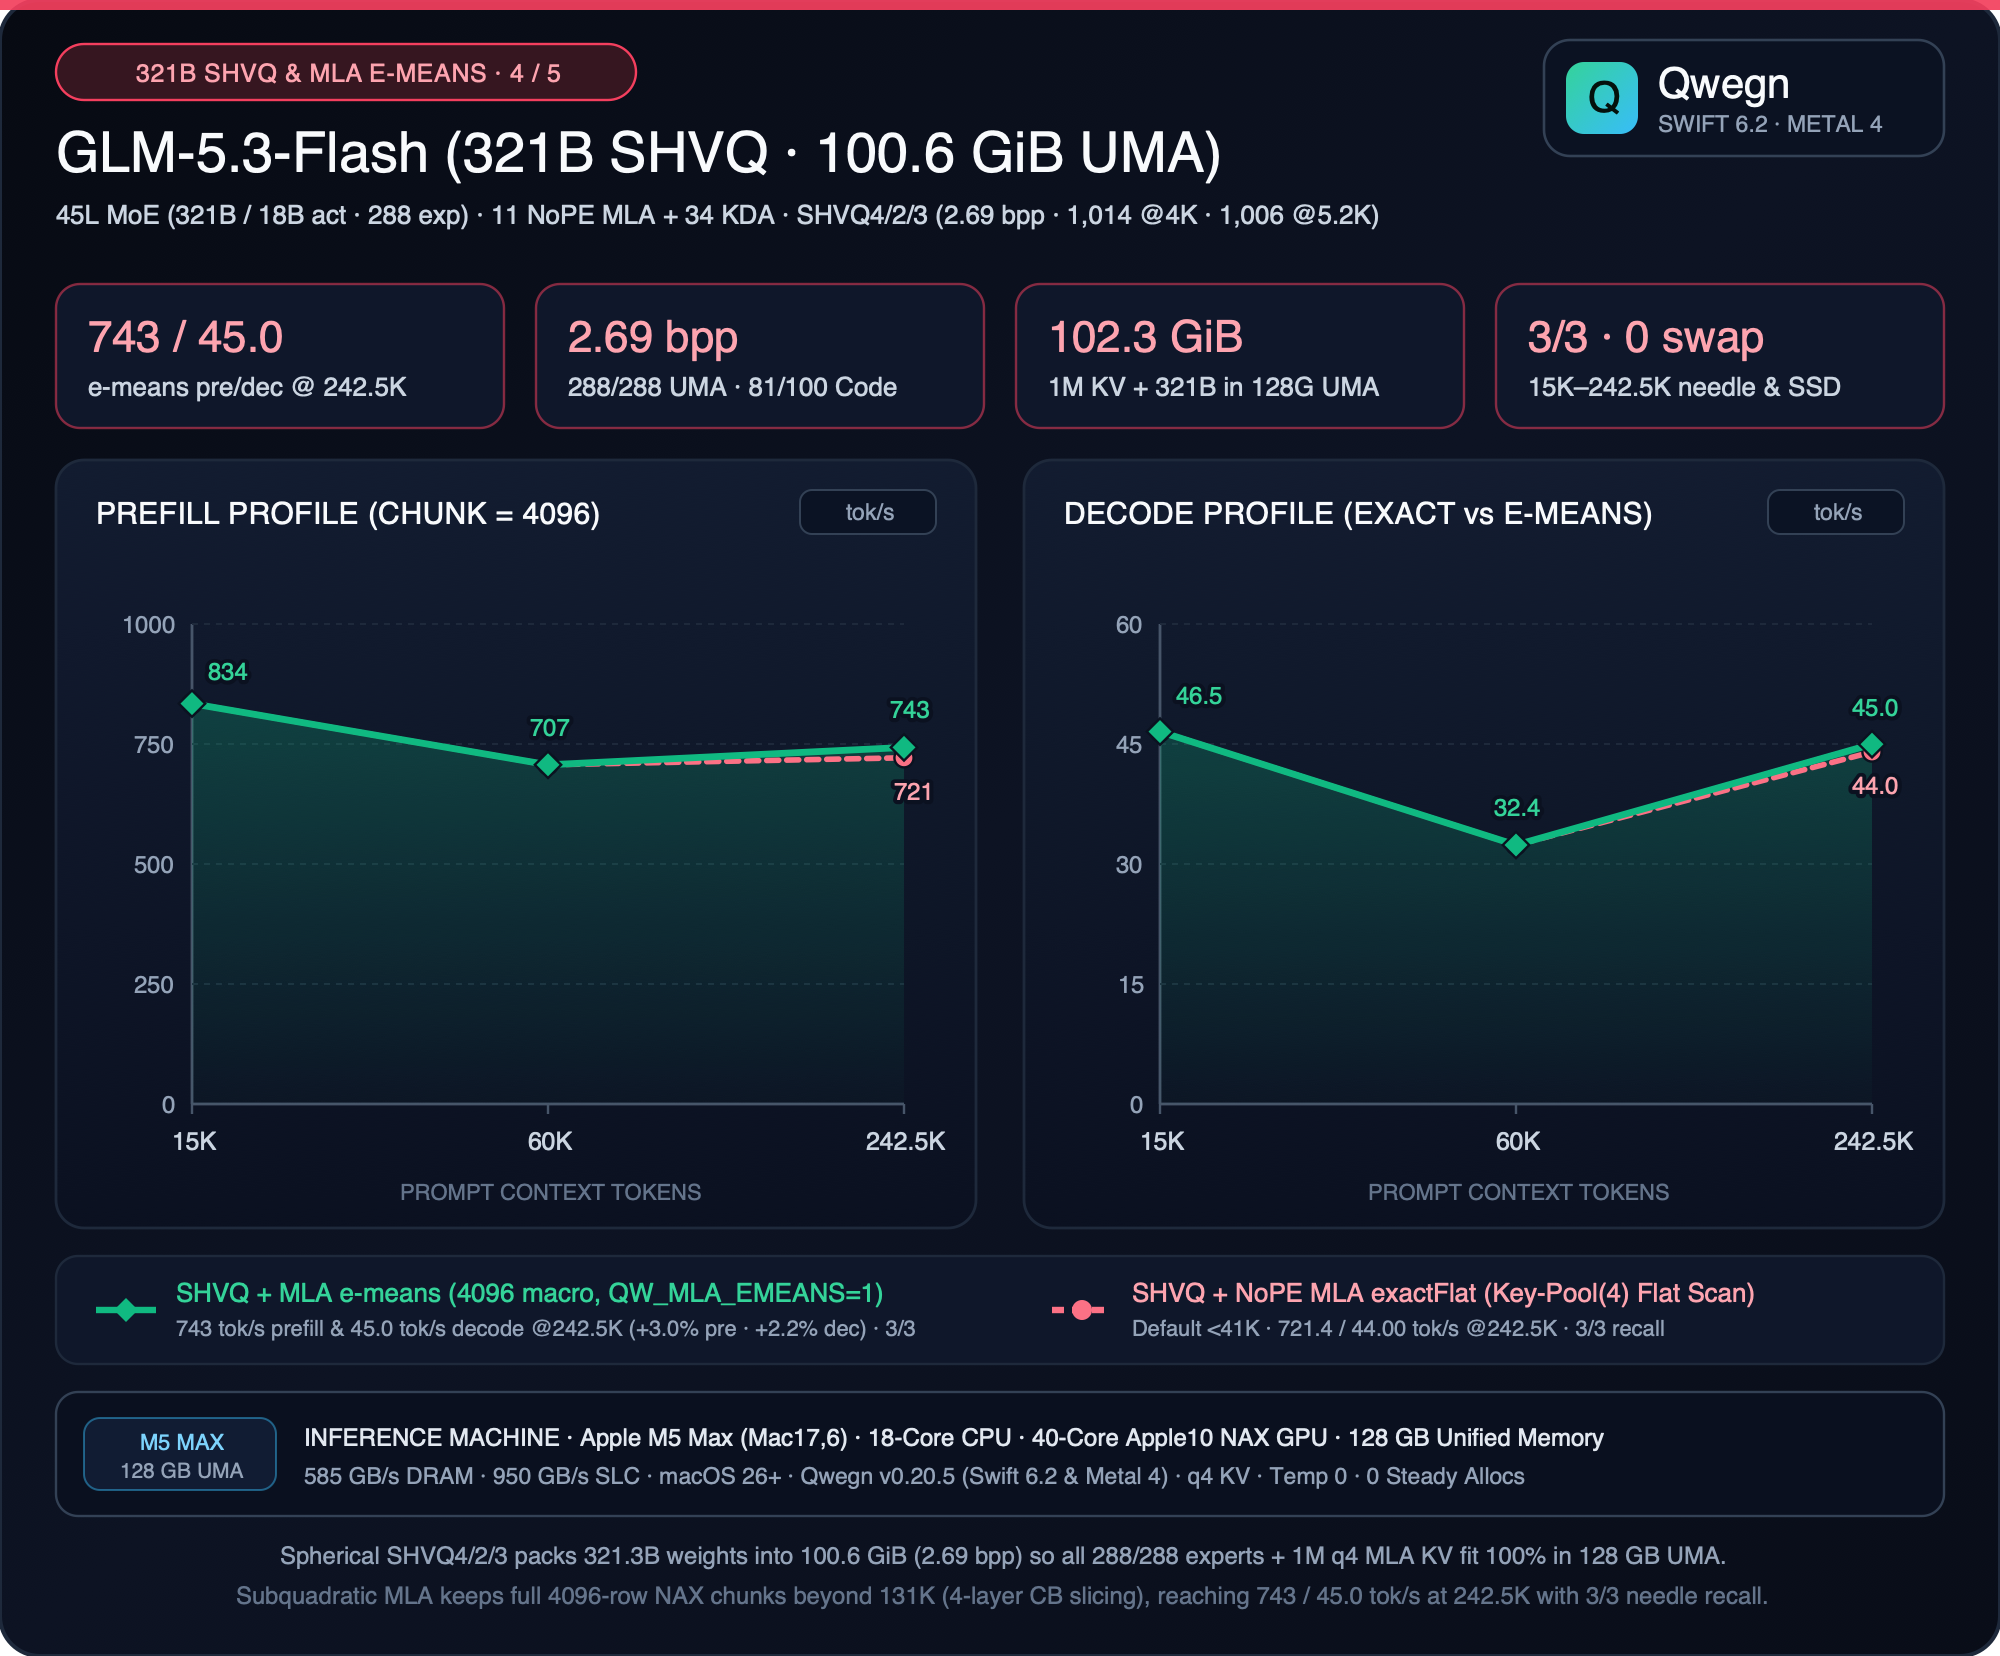 321B SHVQ & MLA E-MEANS · 4 / 5
Q
Qwegn
SWIFT 6.2 · METAL 4
GLM-5.3-Flash (321B SHVQ · 100.6 GiB UMA)
45L MoE (321B / 18B act · 288 exp) · 11 NoPE MLA + 34 KDA · SHVQ4/2/3 (2.69 bpp · 1,014 @4K · 1,006 @5.2K)
743 / 45.0
e-means pre/dec @ 242.5K
2.69 bpp
288/288 UMA · 81/100 Code
102.3 GiB
1M KV + 321B in 128G UMA
3/3 · 0 swap
15K–242.5K needle & SSD
PREFILL PROFILE (CHUNK = 4096)
tok/s
1000
834
743
707
750
721
500
250
0
15K
60K
242.5K
PROMPT CONTEXT TOKENS
DECODE PROFILE (EXACT vs E-MEANS)
tok/s
60
46.5
45.0
45
44.0
32.4
30
15
0
15K
60K
242.5K
PROMPT CONTEXT TOKENS
SHVQ + MLA e-means (4096 macro, QW_MLA_EMEANS=1)
743 tok/s prefill & 45.0 tok/s decode @242.5K (+3.0% pre · +2.2% dec) · 3/3
SHVQ + NoPE MLA exactFlat (Key-Pool(4) Flat Scan)
Default <41K · 721.4 / 44.00 tok/s @242.5K · 3/3 recall
M5 MAX
128 GB UMA
INFERENCE MACHINE · Apple M5 Max (Mac17,6) · 18-Core CPU · 40-Core Apple10 NAX GPU · 128 GB Unified Memory
585 GB/s DRAM · 950 GB/s SLC · macOS 26+ · Qwegn v0.20.5 (Swift 6.2 & Metal 4) · q4 KV · Temp 0 · 0 Steady Allocs
Spherical SHVQ4/2/3 packs 321.3B weights into 100.6 GiB (2.69 bpp) so all 288/288 experts + 1M q4 MLA KV fit 100% in 128 GB UMA.
Subquadratic MLA keeps full 4096-row NAX chunks beyond 131K (4-layer CB slicing), reaching 743 / 45.0 tok/s at 242.5K with 3/3 needle recall.